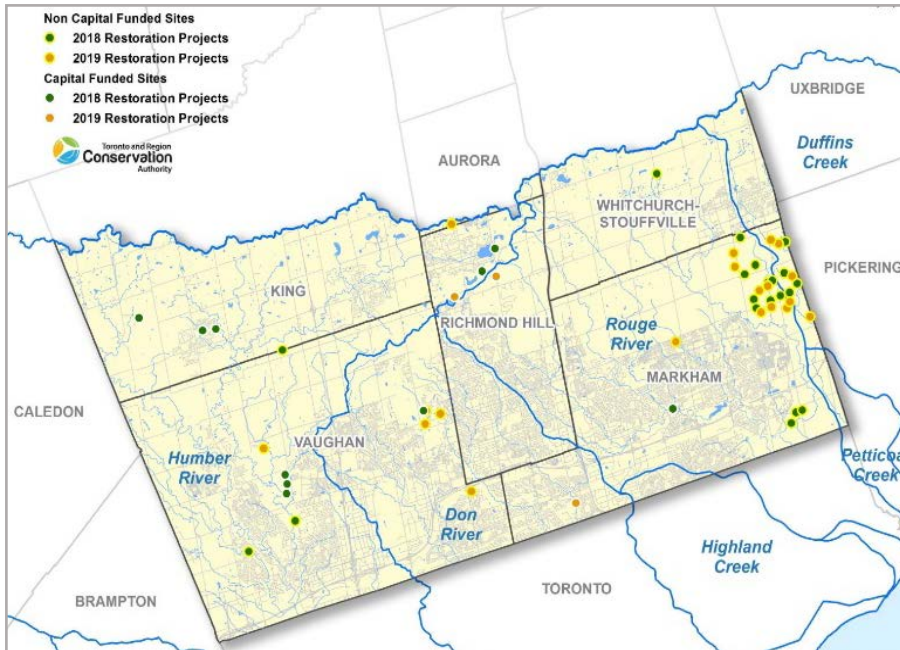 Non Capital Funded Sites
2018 Restoration Projects
2019 Restoration Projects
Capital Funded Sites
2018 Restoration Projects
2019 Restoration Projects
Toronto and Region
Conservation
Authority
UXBRIDGE
Duffins
Creek
AURORA
WHITCHURCH-
STOUFFVILLE
PICKERING
KING
RICHMOND HILL
Rouge
River
MARKHAM
CALEDON
VAUGHAN
Humber
River
Petticoa
Creek
Don
River
Highland
Creek
TORONTO
BRAMPTON